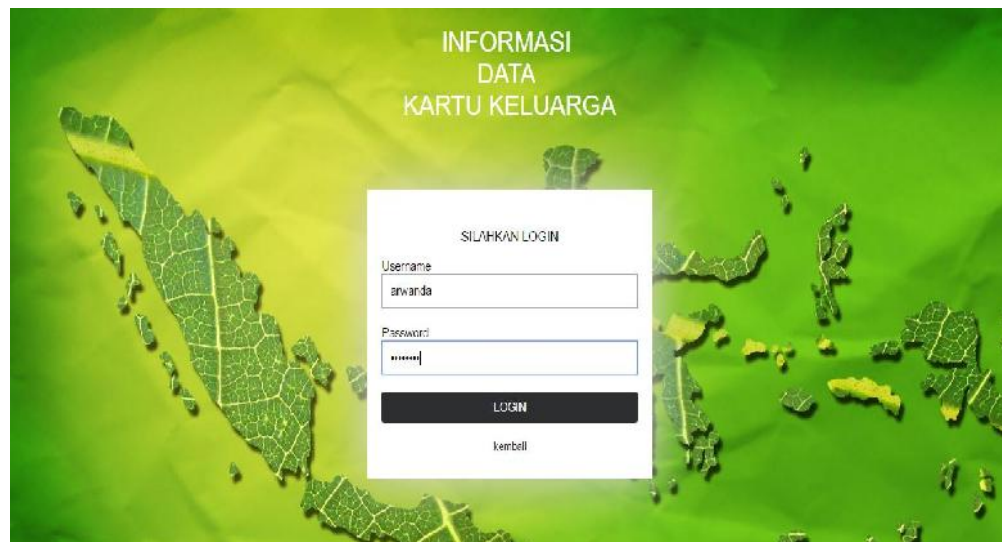 INFORMASI
DATA
KARTU KELUARGA
SILAHKAN LOGIN
Username
arwanda
Password
LOGIN
kembali